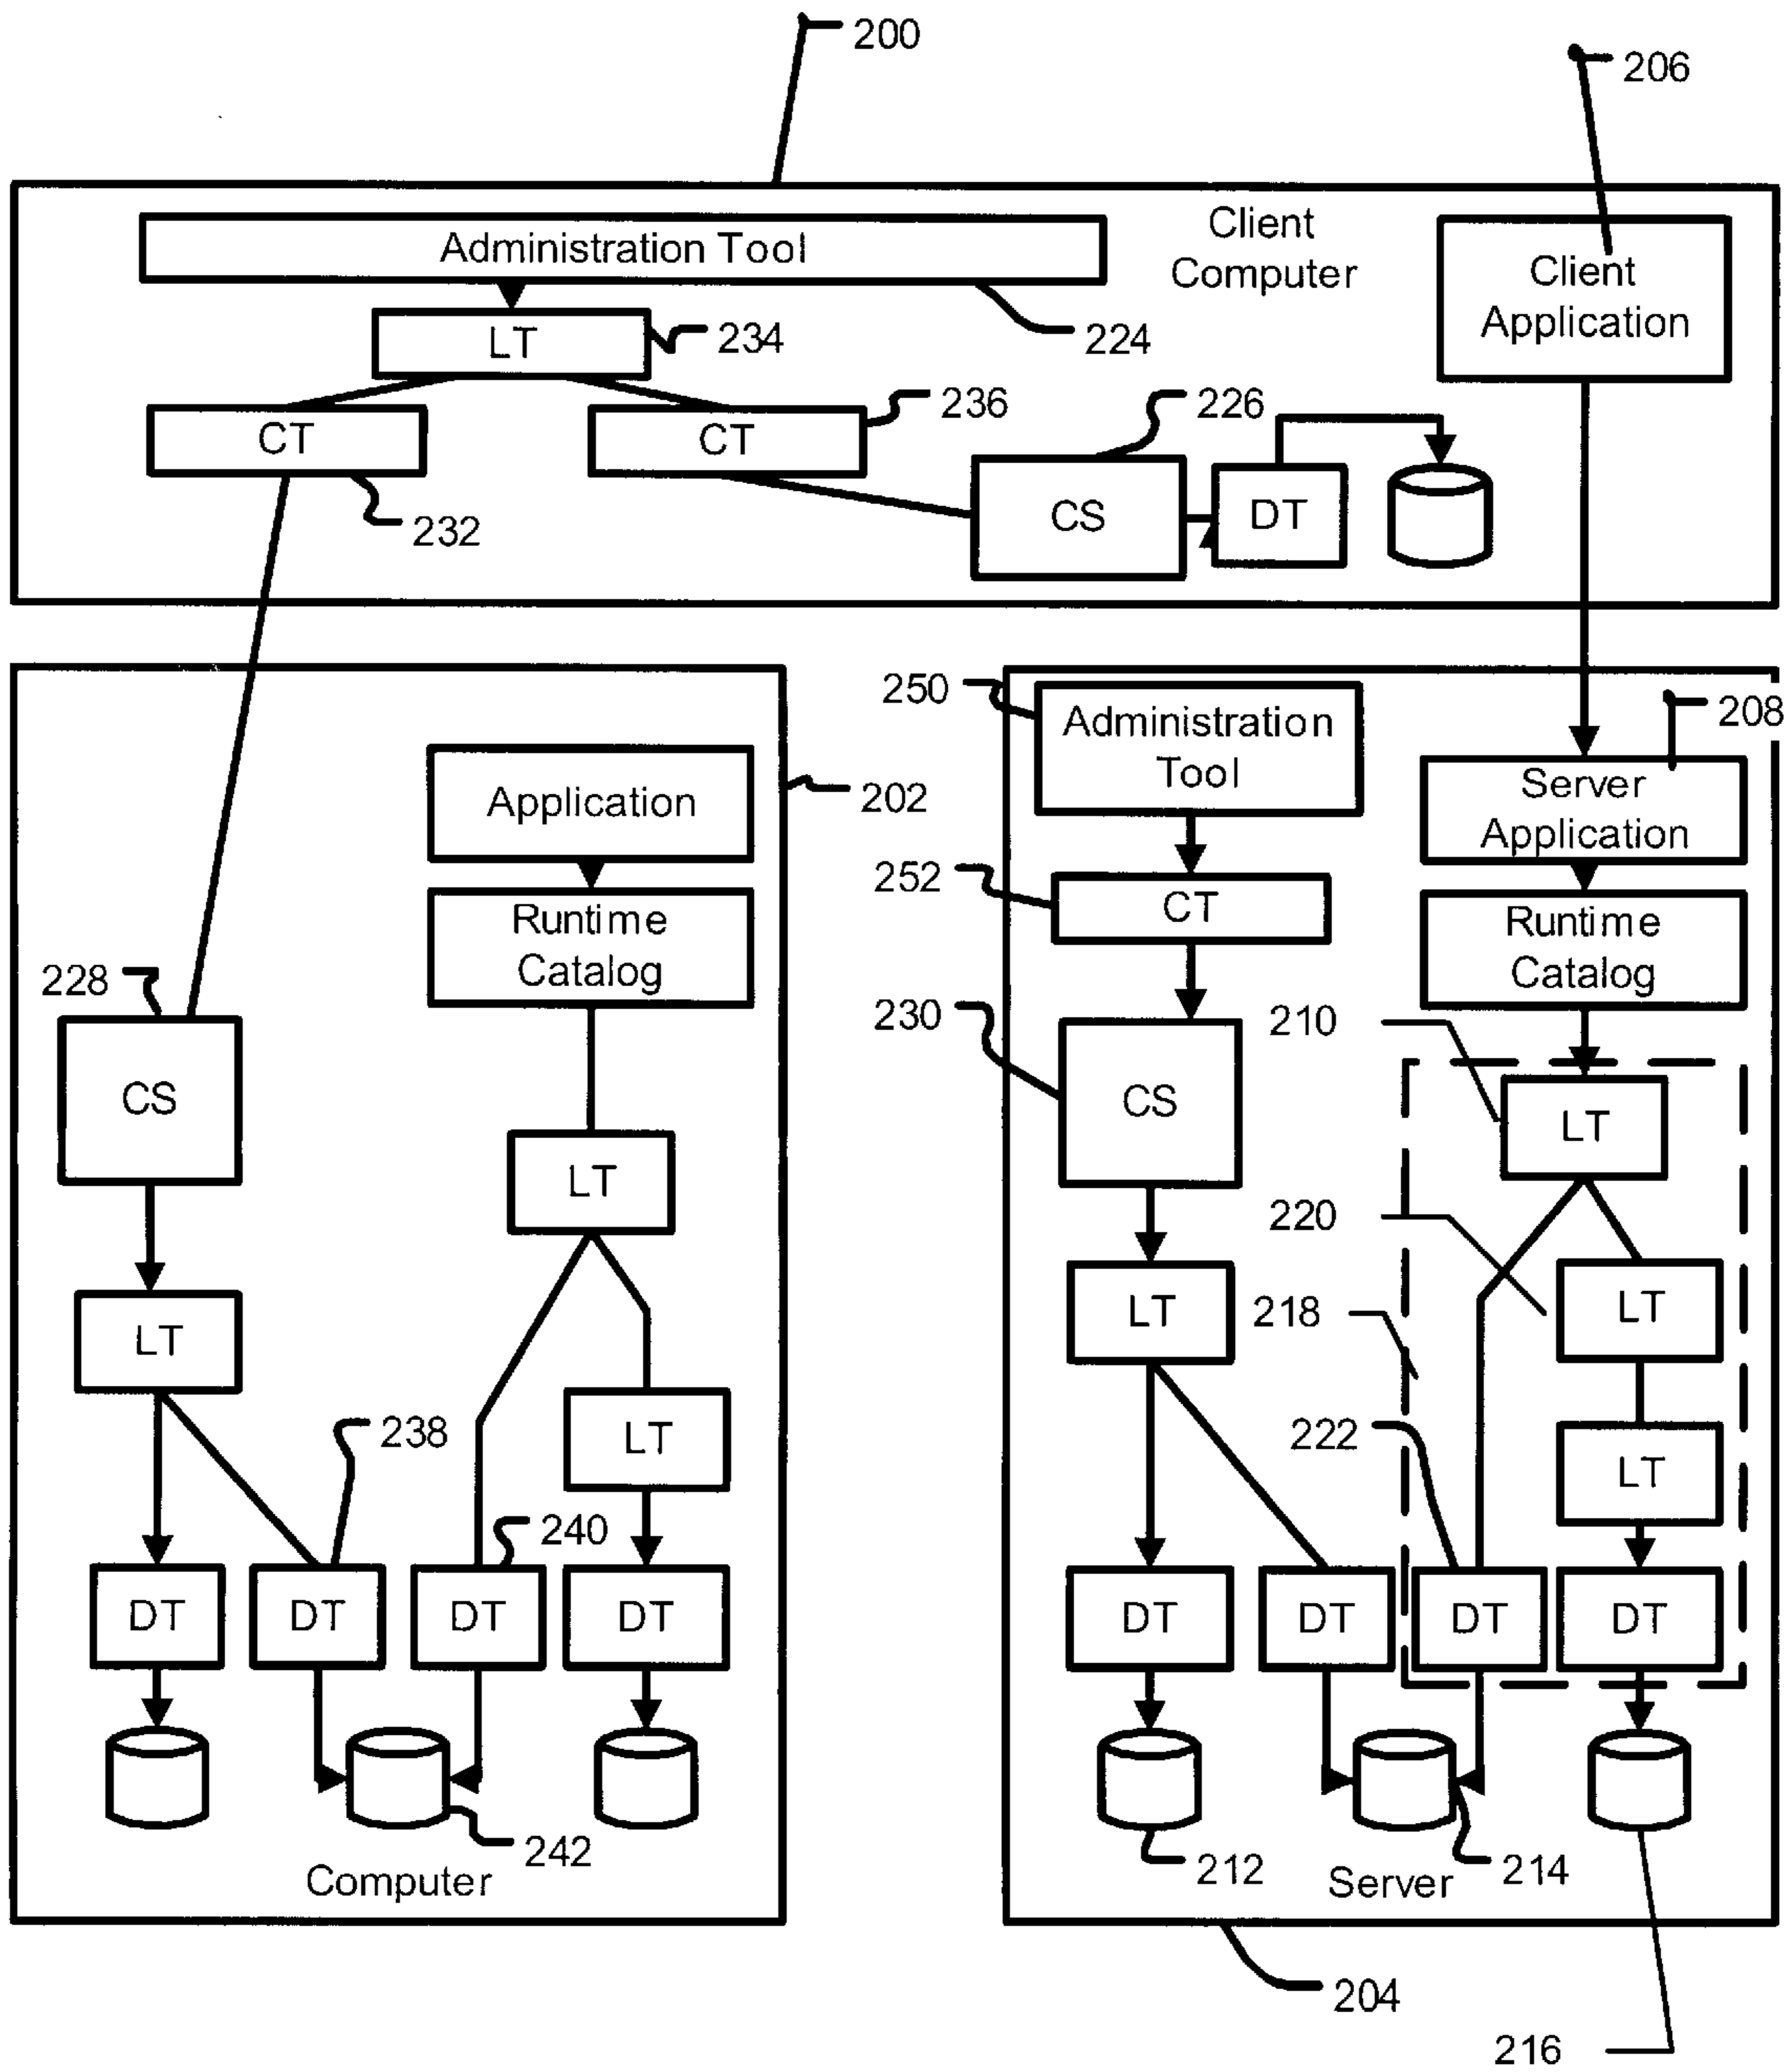 200
206
Client
Computer
Administration Tool
Client
Application
LT
234
224
CT
232
CT
236
226
CS
DT
250
Administration
Tool
208
Server
Application
Application
202
252
CT
Runtime
Catalog
Runtime
Catalog
228
CS
230
CS
210
LT
LT
220
LT
LT
LT
218
238
LT
222
LT
240
DT
DT
DT
DT
DT
DT
DT
DT
242
Computer
212
Server
214
204
216